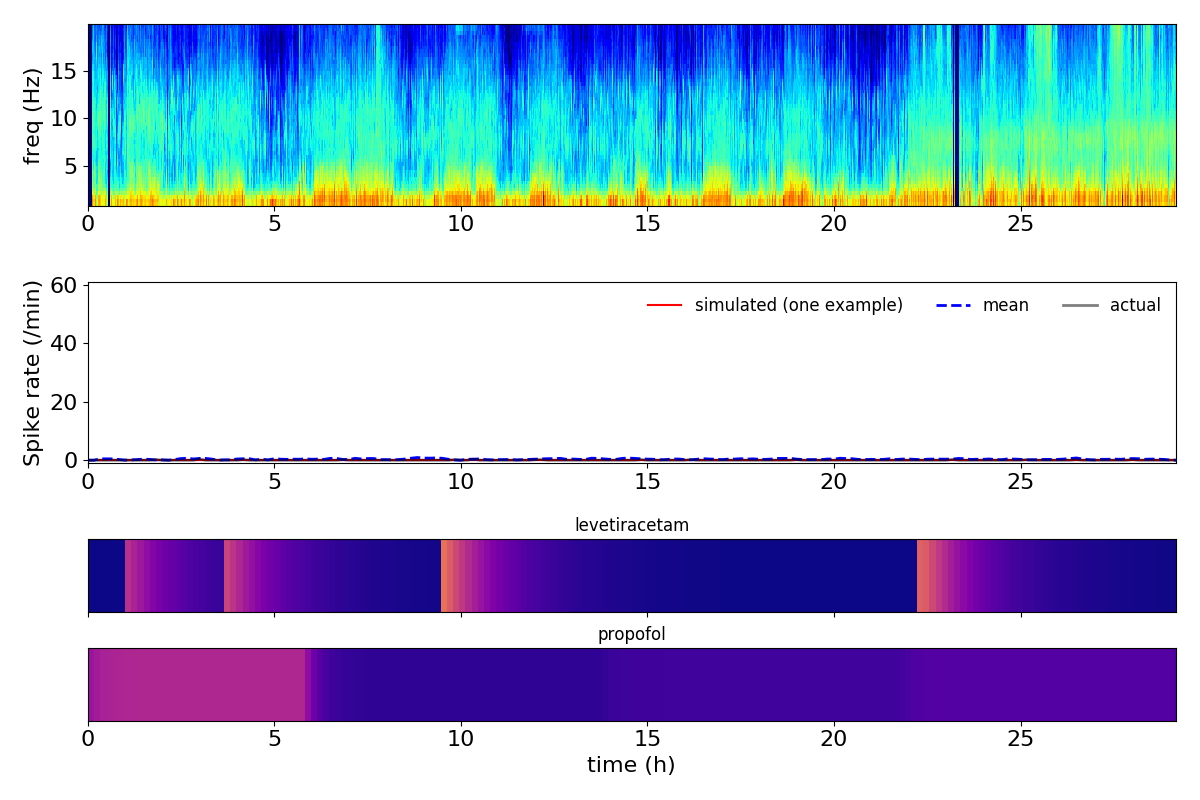 freq (Hz)
15
10
5
0 5 10 15 20 25
Spike rate (/min)
60
40
20
0
simulated (one example) mean actual
0 5 10 15 20 25
levetiracetam
propofol
0 5 10 15 20 25
time (h)